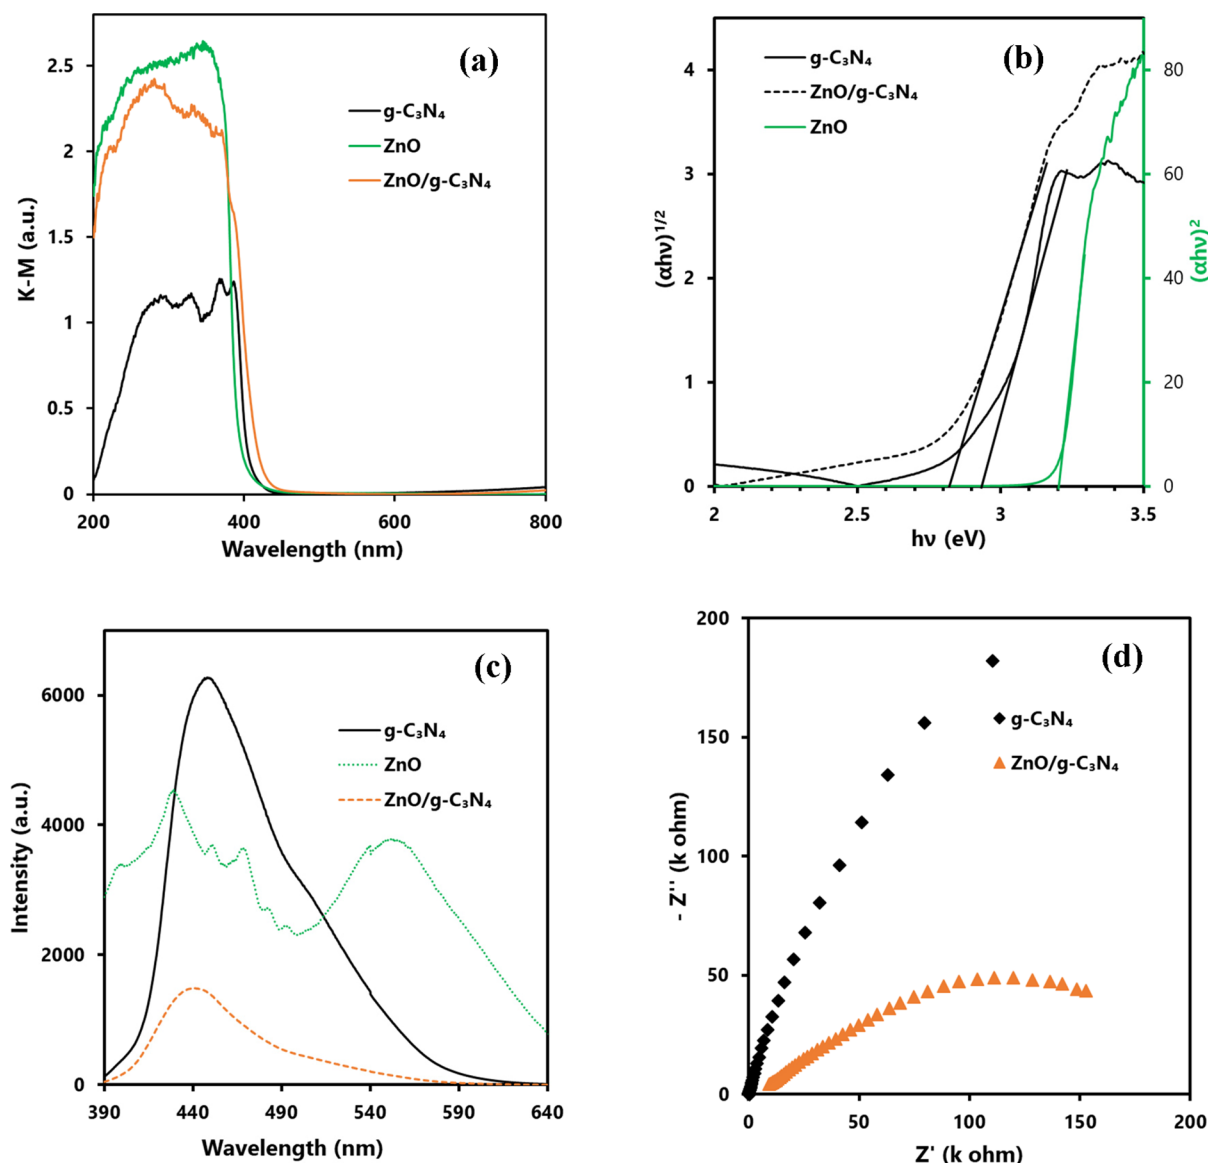 (a)
g-C₃N₄
ZnO
ZnO/g-C₃N₄
K-M (a.u.)
2.5
2
1.5
1
0.5
0
200 400 600 800
Wavelength (nm)
(b)
g-C₃N₄
ZnO/g-C₃N₄
ZnO
(αhν)¹/²
4
3
2
1
0
(αhν)²
80
60
40
20
0
2 2.5 3 3.5
hν (eV)
(c)
g-C₃N₄
ZnO
ZnO/g-C₃N₄
Intensity (a.u.)
6000
4000
2000
0
390 440 490 540 590 640
Wavelength (nm)
(d)
g-C₃N₄
ZnO/g-C₃N₄
- Z'' (k ohm)
200
150
100
50
0
0 50 100 150 200
Z' (k ohm)